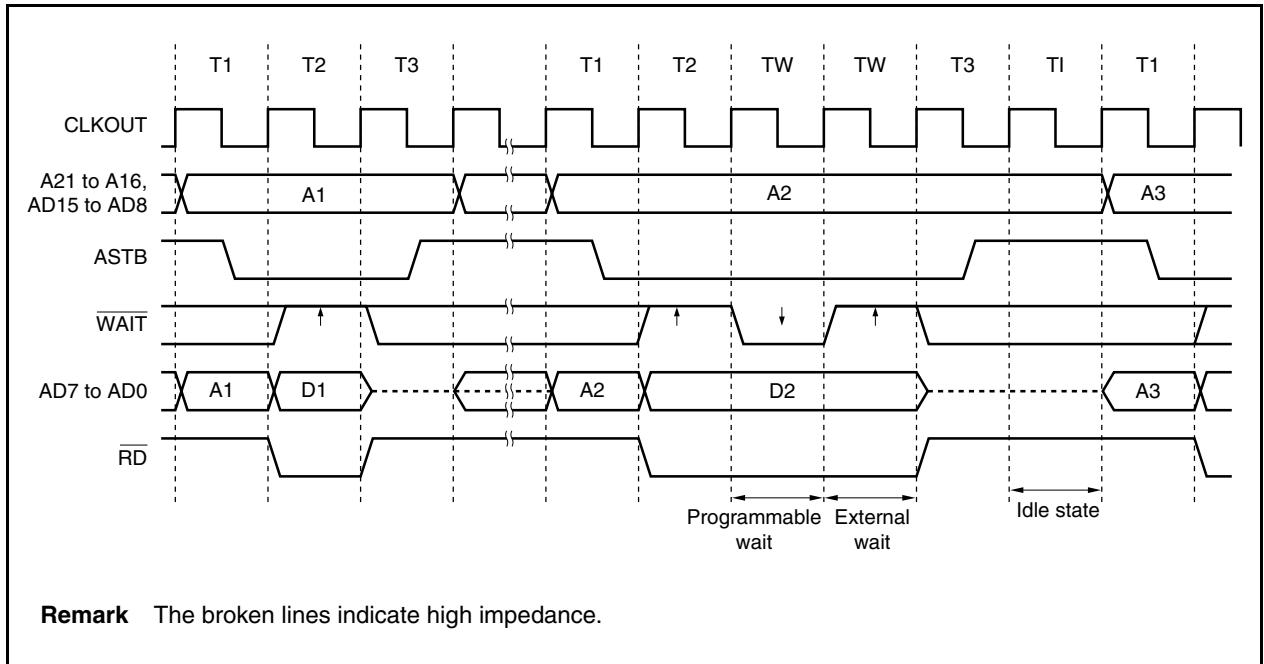 T1 T2 T3 T1 T2 TW TW T3 TI T1
CLKOUT
A21 to A16,
AD15 to AD8
A1 A2 A3
ASTB
WAIT
AD7 to AD0 A1 D1 A2 D2 A3
RD
Programmable
wait
External
wait
Idle state
Remark The broken lines indicate high impedance.